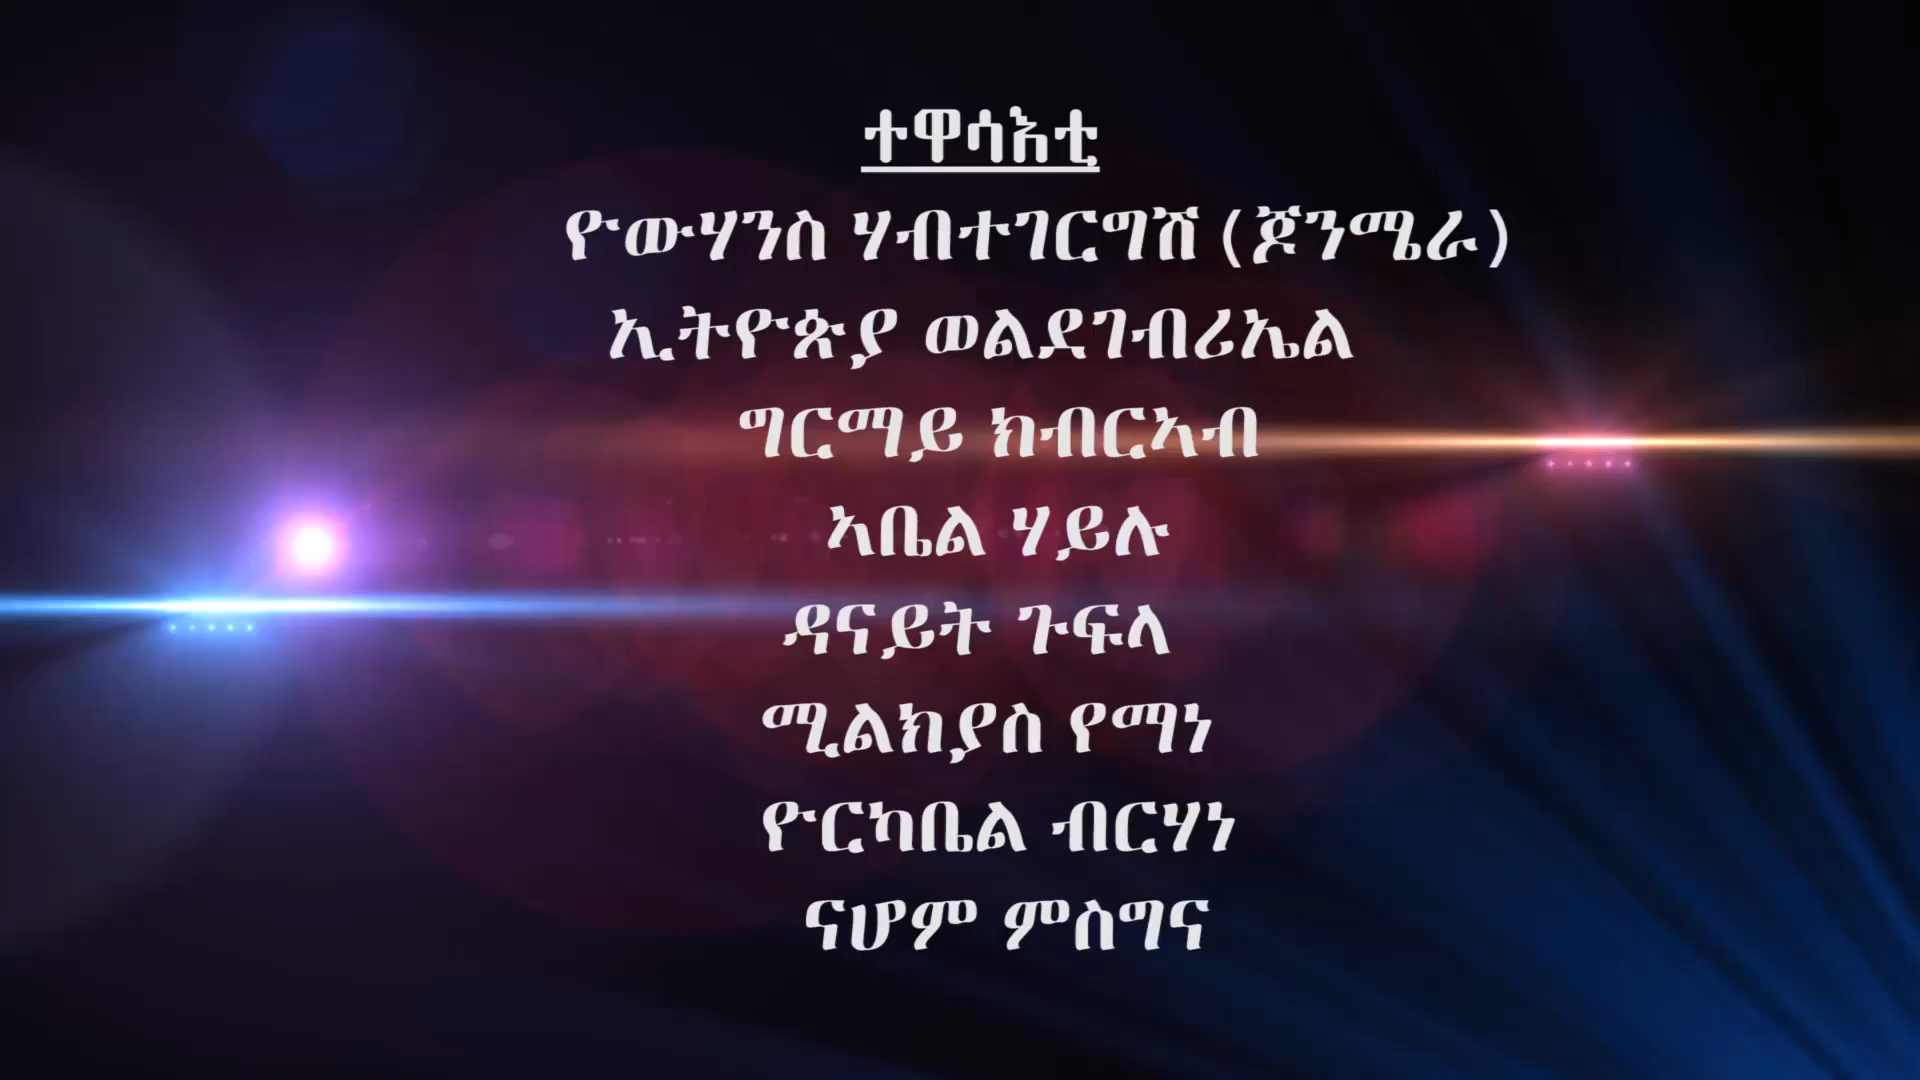 ተዋሳእቲ
ዮውሃንስ ሃብተገርግሽ (ጆንሜራ)
ኢትዮጵያ ወልደገብሪኤል
ግርማይ ክብርኣብ
ኣቤል ሃይሉ
ዳናይት ጉፍላ
ሚልክያስ የማነ
ዮርካቤል ብርሃነ
ናሆም ምስግና